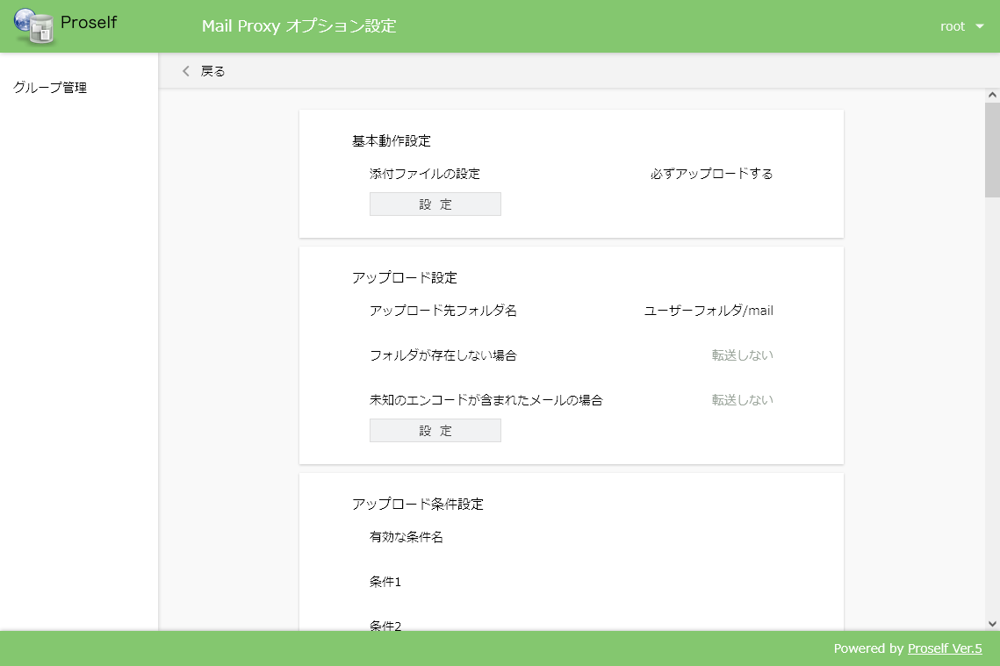 Proself
Mail Proxy オプション設定
root
グループ管理
戻る
基本動作設定
添付ファイルの設定 必ずアップロードする
設 定
アップロード設定
アップロード先フォルダ名 ユーザーフォルダ/mail
フォルダが存在しない場合 転送しない
未知のエンコードが含まれたメールの場合 転送しない
設 定
アップロード条件設定
有効な条件名
条件1
条件2
Powered by Proself Ver.5